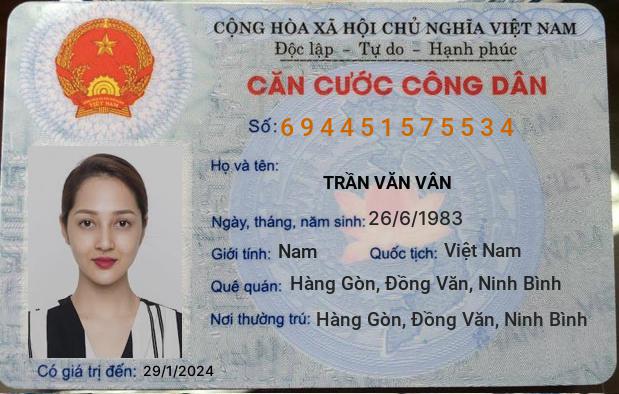 CỘNG HÒA XÃ HỘI CHỦ NGHĨA VIỆT NAM
Độc lập - Tự do - Hạnh phúc
CĂN CƯỚC CÔNG DÂN
Số: 694451575534
Họ và tên:
TRẦN VĂN VÂN
Ngày, tháng, năm sinh: 26/6/1983
Giới tính: Nam Quốc tịch: Việt Nam
Quê quán: Hàng Gòn, Đồng Văn, Ninh Bình
Nơi thường trú: Hàng Gòn, Đồng Văn, Ninh Bình
Có giá trị đến: 29/1/2024
VIỆT NAM